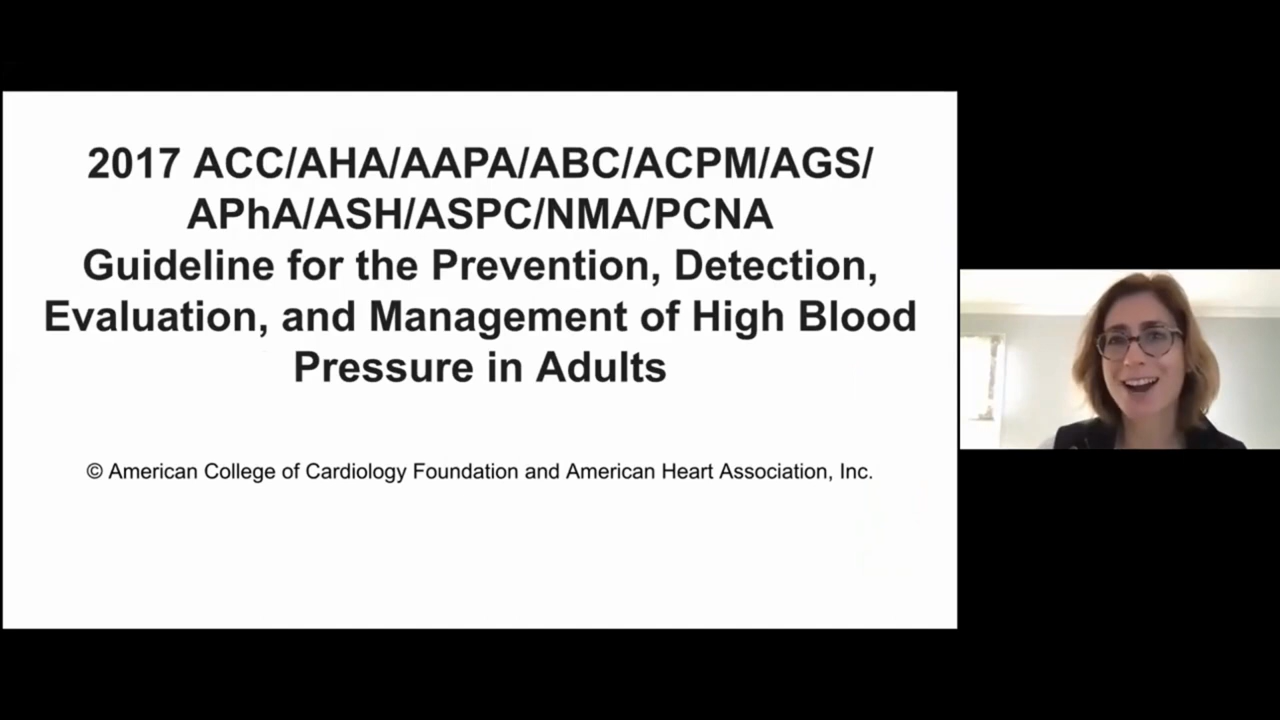 2017 ACC/AHA/AAPA/ABC/ACPM/AGS/
APhA/ASH/ASPC/NMA/PCNA
Guideline for the Prevention, Detection,
Evaluation, and Management of High Blood
Pressure in Adults
© American College of Cardiology Foundation and American Heart Association, Inc.